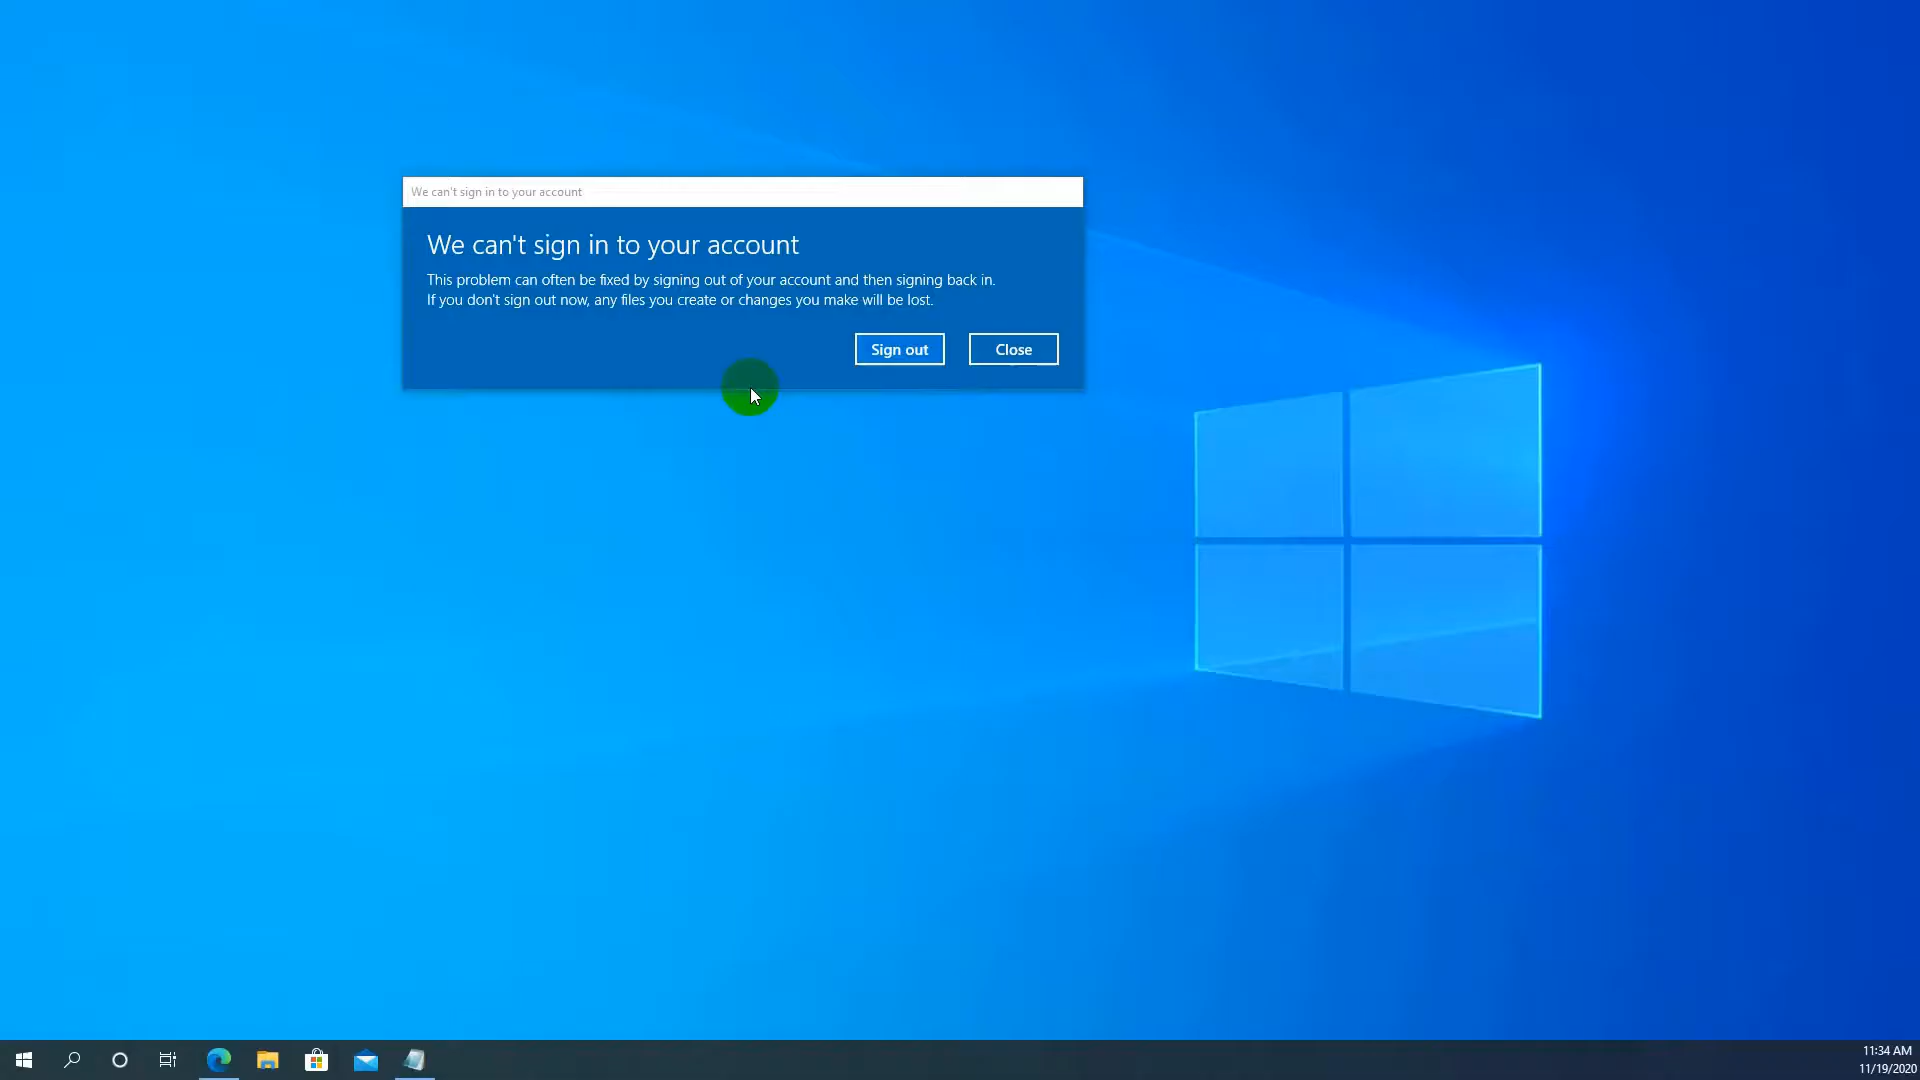 We can't sign in to your account
We can't sign in to your account
This problem can often be fixed by signing out of your account and then signing back in.
If you don't sign out now, any files you create or changes you make will be lost.
Sign out
Close
11:34 AM
11/19/2020